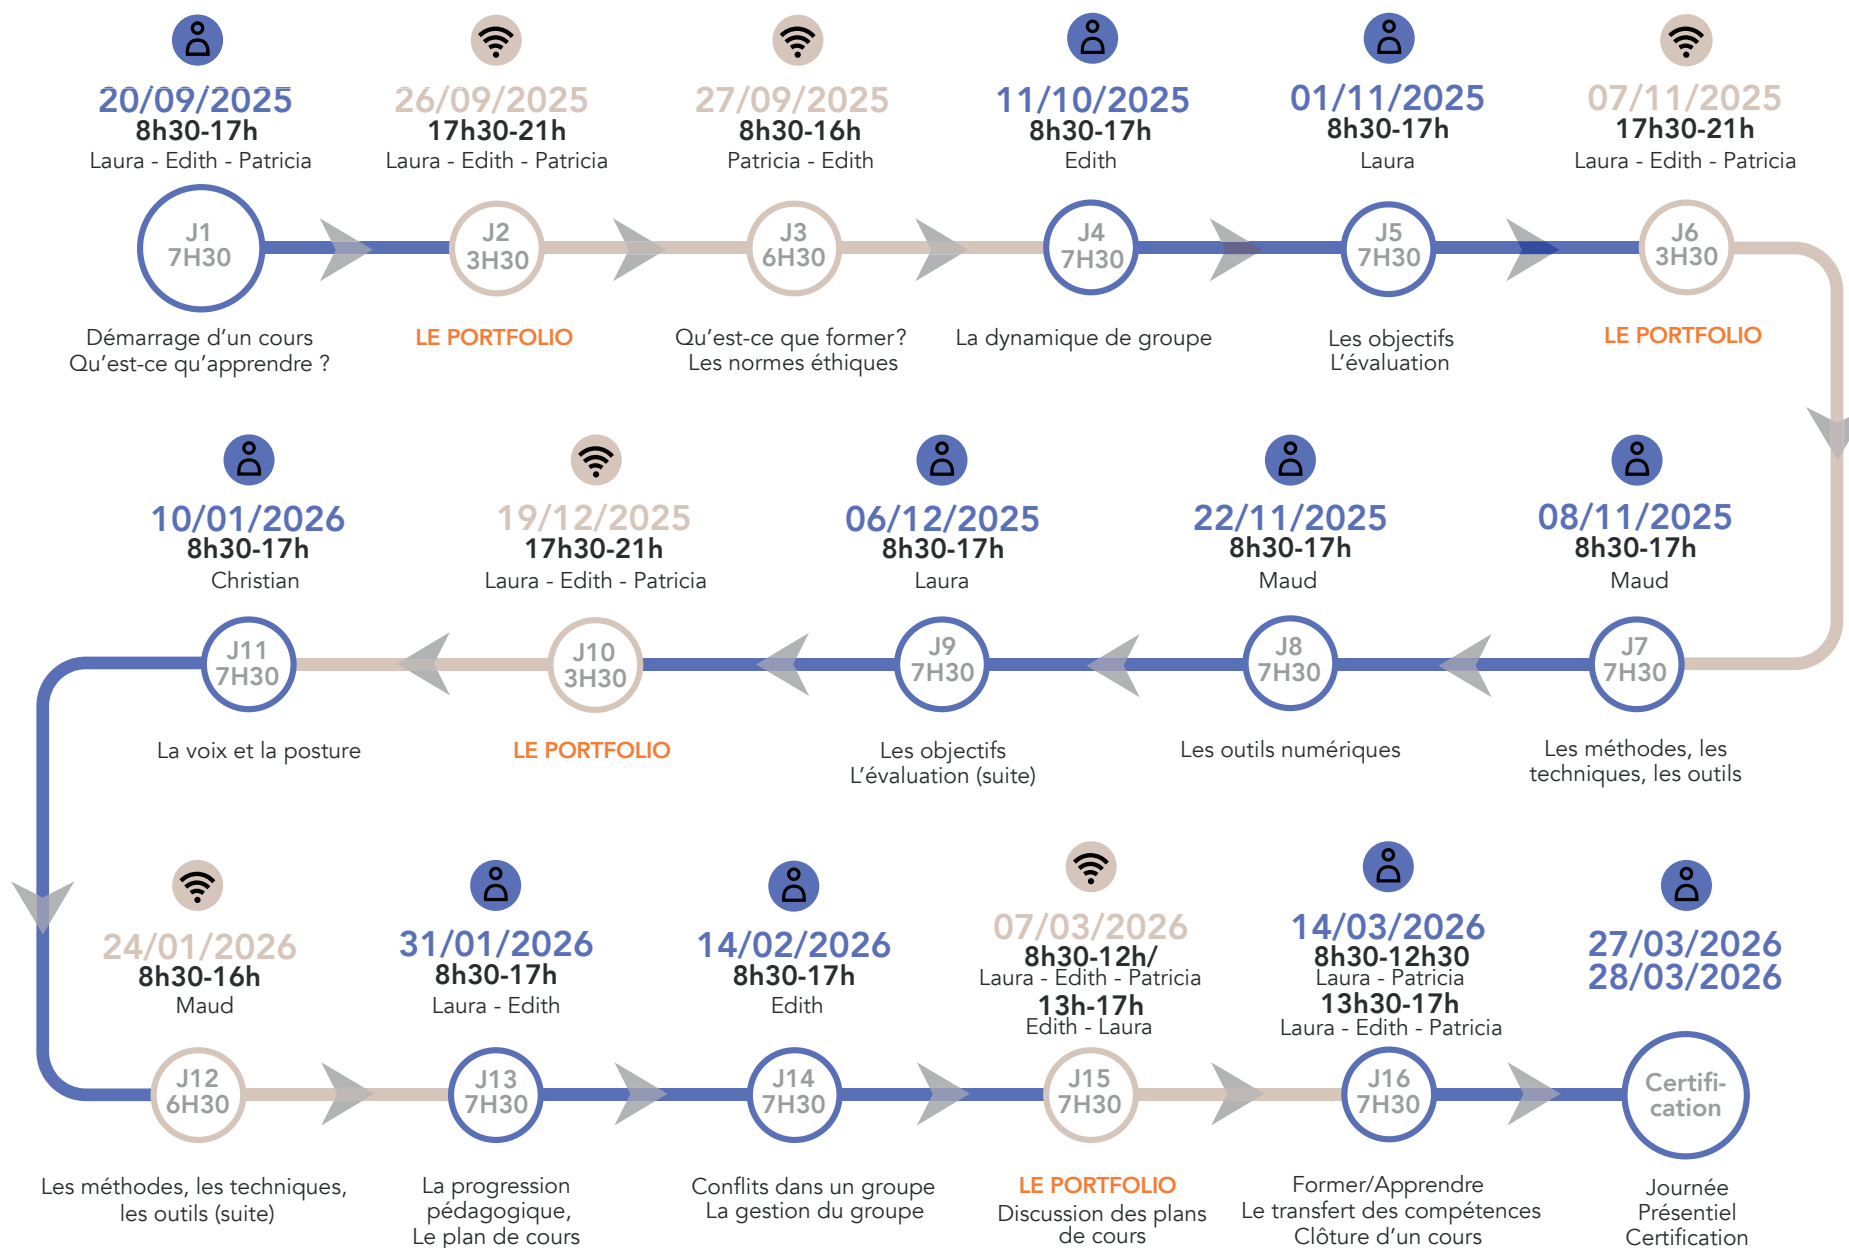 20/09/2025
8h30-17h
Laura - Edith - Patricia
J1
7H30
Démarrage d'un cours
Qu'est-ce qu'apprendre ?
26/09/2025
17h30-21h
Laura - Edith - Patricia
J2
3H30
LE PORTFOLIO
27/09/2025
8h30-16h
Patricia - Edith
J3
6H30
Qu'est-ce que former?
Les normes éthiques
11/10/2025
8h30-17h
Edith
J4
7H30
La dynamique de groupe
01/11/2025
8h30-17h
Laura
J5
7H30
Les objectifs
L'évaluation
07/11/2025
17h30-21h
Laura - Edith - Patricia
J6
3H30
LE PORTFOLIO
08/11/2025
8h30-17h
Maud
J7
7H30
Les méthodes, les
techniques, les outils
22/11/2025
8h30-17h
Maud
J8
7H30
Les outils numériques
06/12/2025
8h30-17h
Laura
J9
7H30
Les objectifs
L'évaluation (suite)
19/12/2025
17h30-21h
Laura - Edith - Patricia
J10
3H30
LE PORTFOLIO
10/01/2026
8h30-17h
Christian
J11
7H30
La voix et la posture
24/01/2026
8h30-16h
Maud
J12
6H30
Les méthodes, les techniques,
les outils (suite)
31/01/2026
8h30-17h
Laura - Edith
J13
7H30
La progression
pédagogique,
Le plan de cours
14/02/2026
8h30-17h
Edith
J14
7H30
Conflits dans un groupe
La gestion du groupe
07/03/2026
8h30-12h/
Laura - Edith - Patricia
13h-17h
Edith - Laura
J15
7H30
LE PORTFOLIO
Discussion des plans
de cours
14/03/2026
8h30-12h30
Laura - Patricia
13h30-17h
Laura - Edith - Patricia
J16
7H30
Former/Apprendre
Le transfert des compétences
Clôture d'un cours
27/03/2026
28/03/2026
Certifi-
cation
Journée
Présentiel
Certification